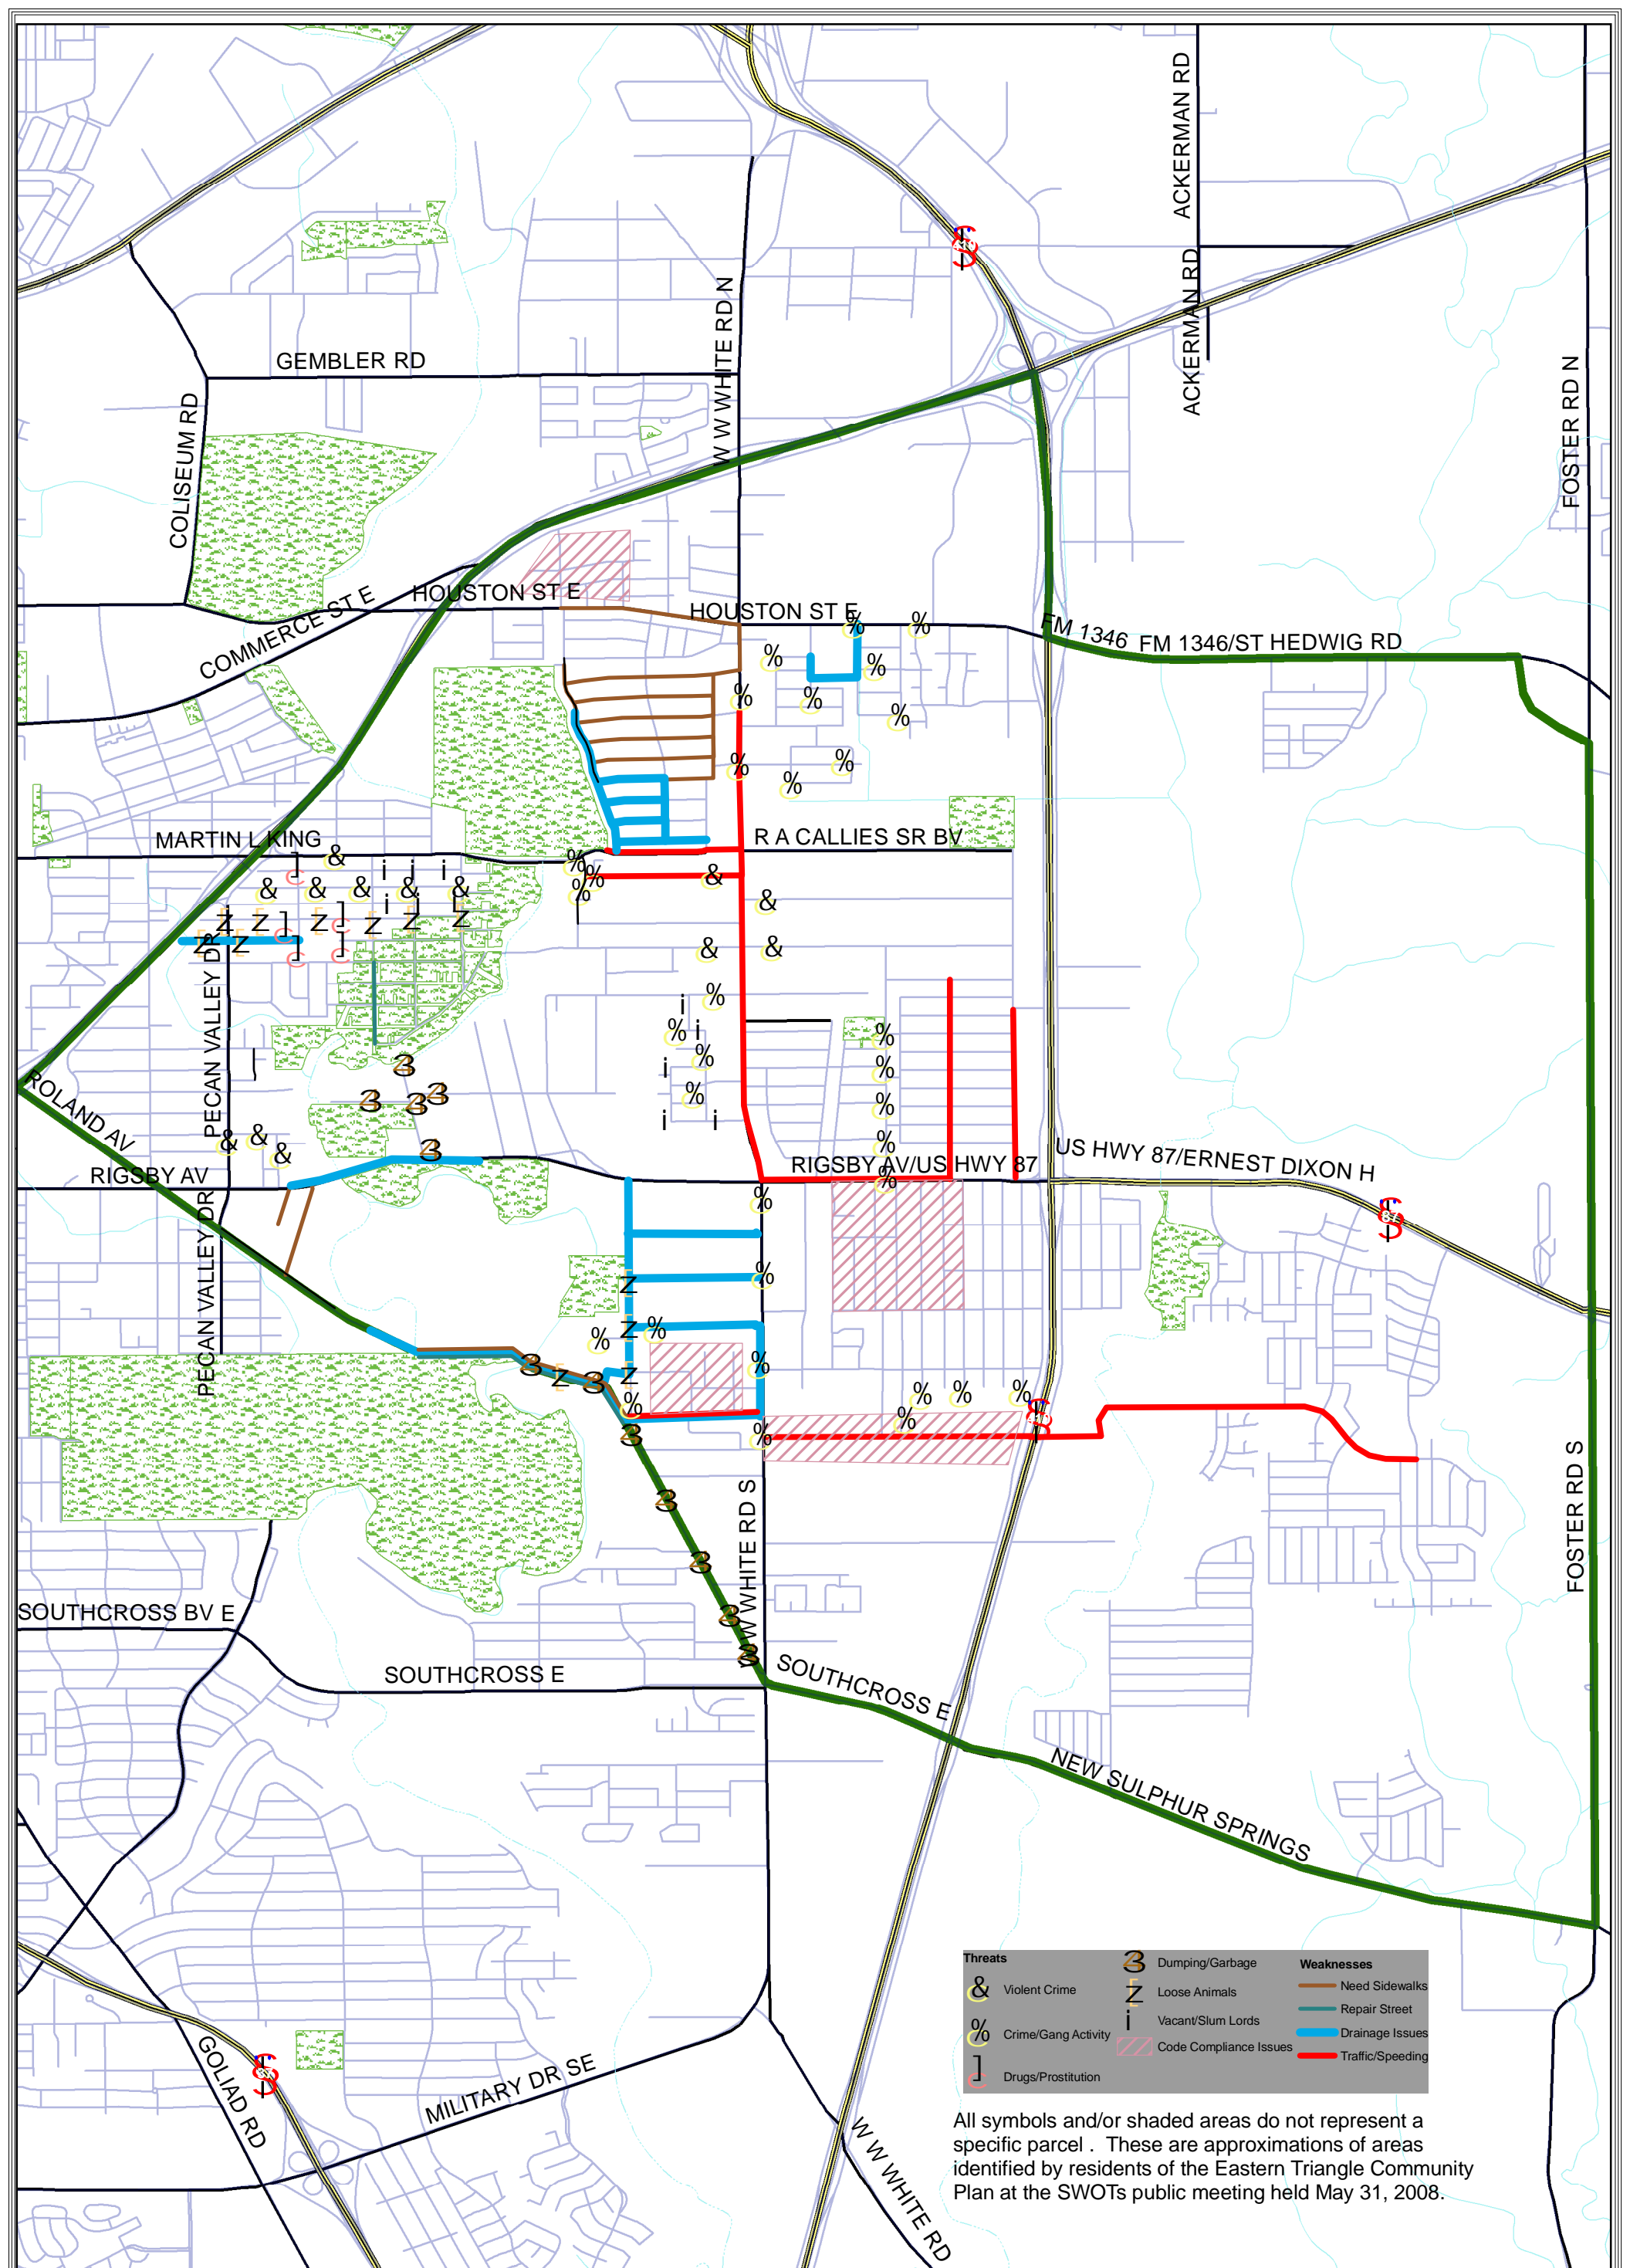 ACKERMAN RD
ACKERMAN RD
ACKERMAN RD
W W WHITE RD N
GEMBLER RD
COLISEUM RD
FOSTER RD N
HOUSTON ST E
COMMERCE ST E
HOUSTON ST E
FM 1346
FM 1346/ST HEDWIG RD
MARTIN L KING
R A CALLIES SR BV
PECAN VALLEY DR
ROLAND AV
RIGSBY AV
RIGSBY AV/US HWY 87
US HWY 87/ERNEST DIXON H
PECAN VALLEY DR
W W WHITE RD S
FOSTER RD S
SOUTHCROSS BV E
SOUTHCROSS E
SOUTHCROSS E
NEW SULPHUR SPRINGS
GOLIAD RD
MILITARY DR SE
W W WHITE RD
Threats
& Violent Crime
% Crime/Gang Activity
] Drugs/Prostitution
Dumping/Garbage
Loose Animals
i Vacant/Slum Lords
Code Compliance Issues
Weaknesses
Need Sidewalks
Repair Street
Drainage Issues
Traffic/Speeding
All symbols and/or shaded areas do not represent a
specific parcel . These are approximations of areas
identified by residents of the Eastern Triangle Community
Plan at the SWOTs public meeting held May 31, 2008.